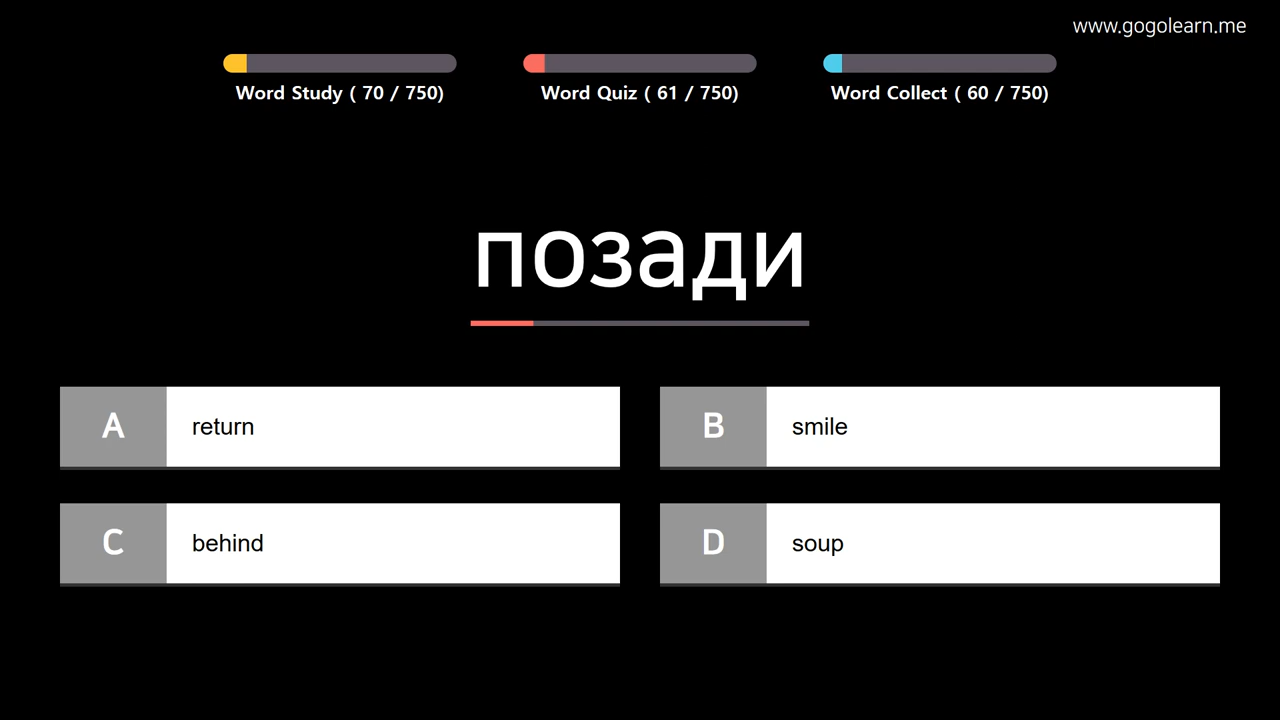 www.gogolearn.me
Word Study ( 70 / 750)
Word Quiz ( 61 / 750)
Word Collect ( 60 / 750)
позади
A
return
B
smile
C
behind
D
soup